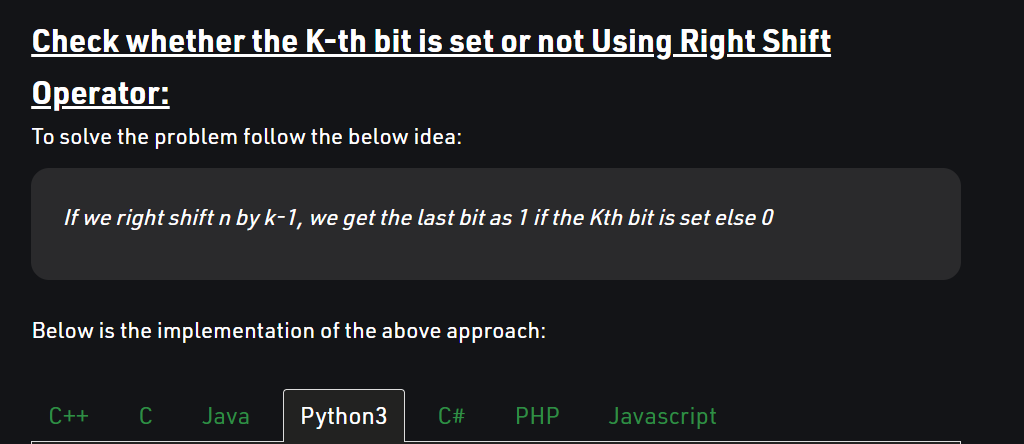 Check whether the K-th bit is set or not Using Right Shift
Operator:
To solve the problem follow the below idea:
If we right shift n by k-1, we get the last bit as 1 if the Kth bit is set else 0
Below is the implementation of the above approach:
C++ C Java Python3 C# PHP Javascript